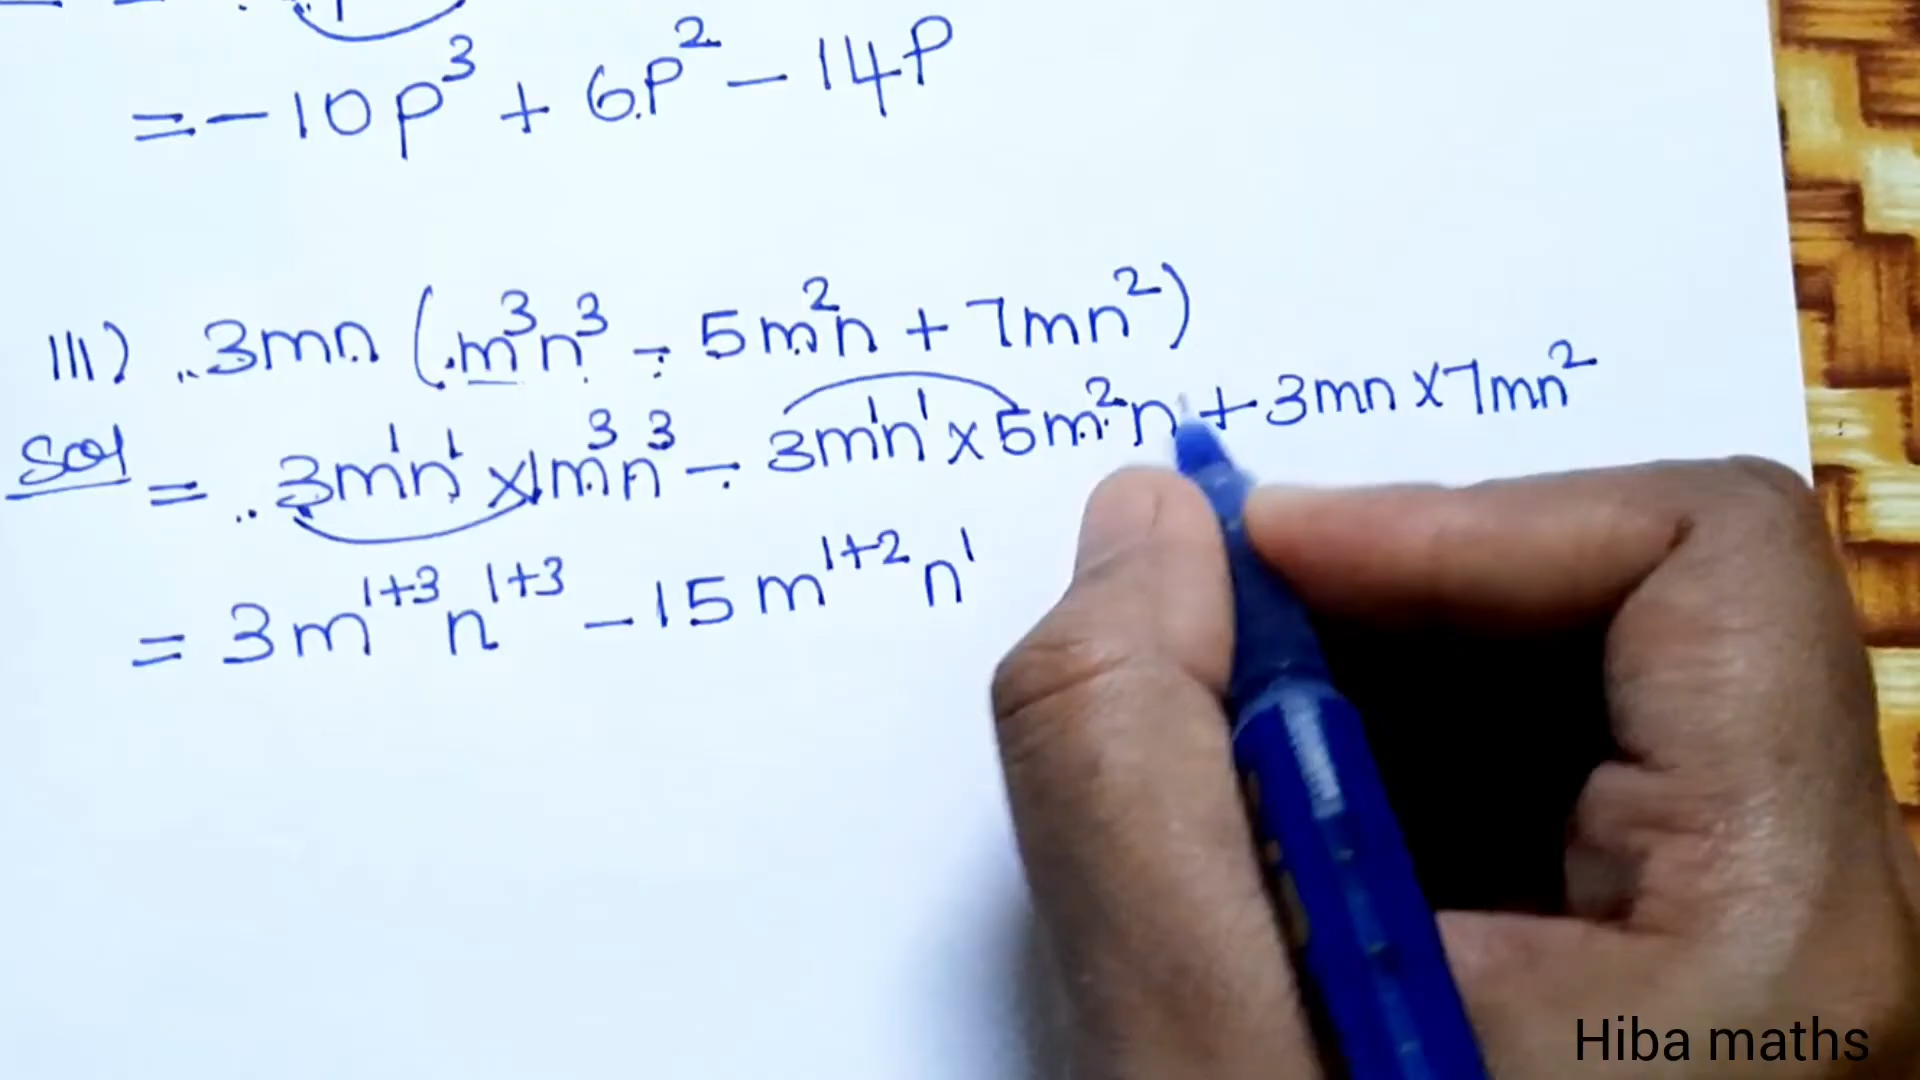 = - 10p³ + 6p² - 14p
III) 3mn (m³n³ - 5m²n + 7mn²)
Sol = 3m¹n¹ × 1m³n³ - 3m¹n¹ × 5m²n + 3mn × 7mn²
= 3m¹⁺³n¹⁺³ - 15m¹⁺²n¹
Hiba maths